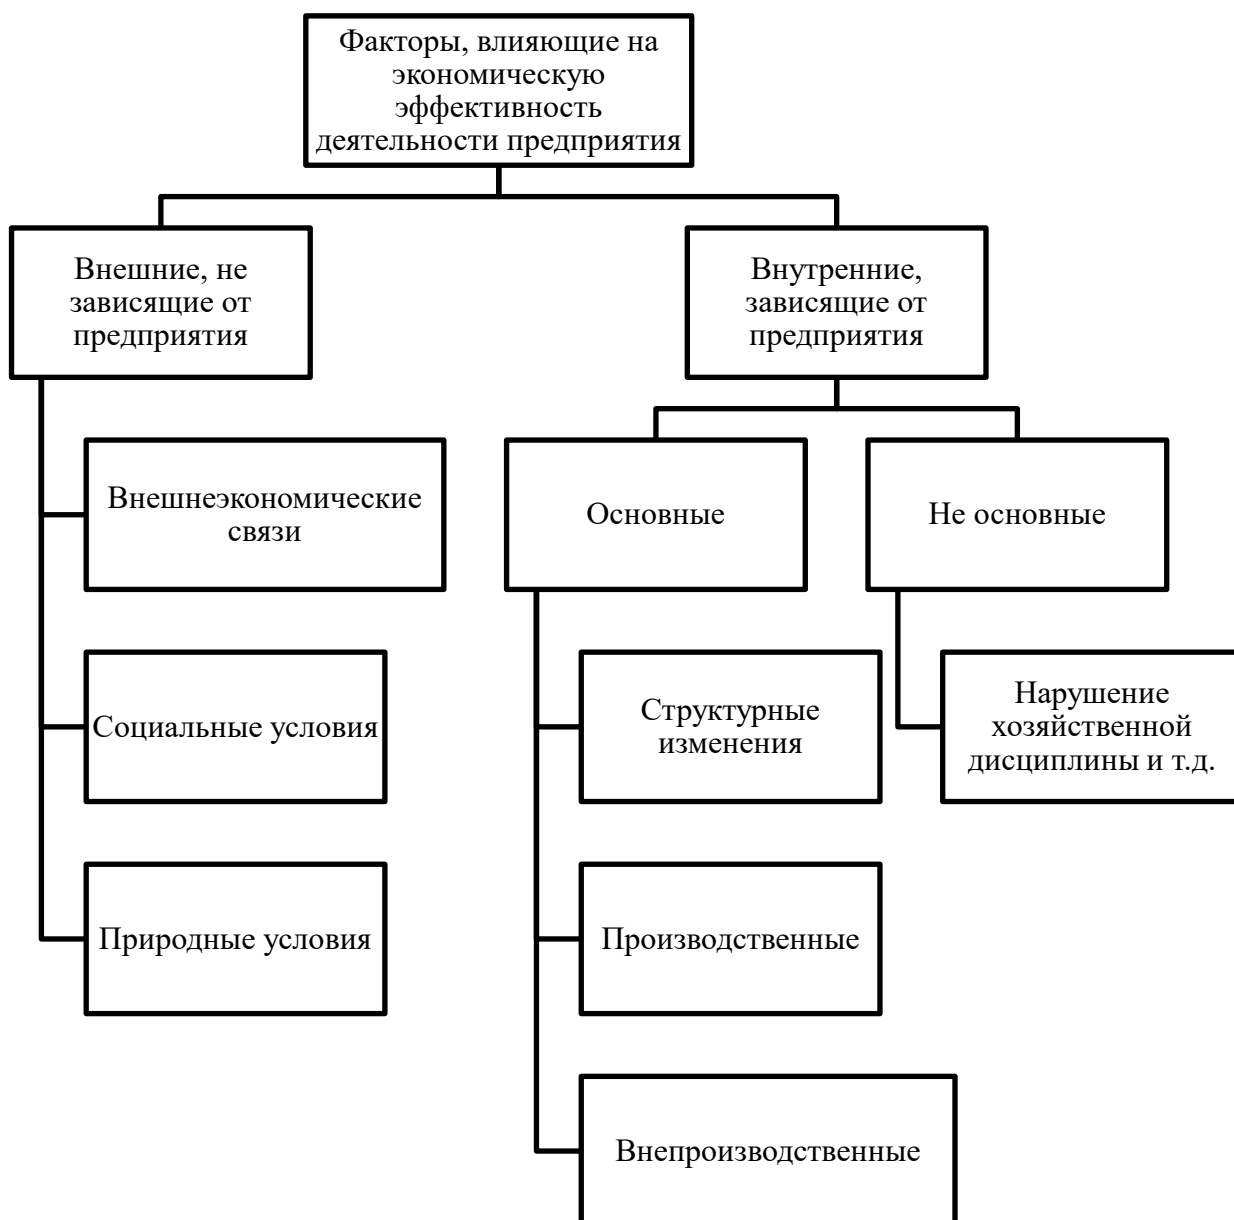 Факторы, влияющие на
экономическую
эффективность
деятельности предприятия
Внешние, не
зависящие от
предприятия
Внутренние,
зависящие от
предприятия
Внешнеэкономические
связи
Основные
Не основные
Социальные условия
Структурные
изменения
Нарушение
хозяйственной
дисциплины и т.д.
Природные условия
Производственные
Внепроизводственные